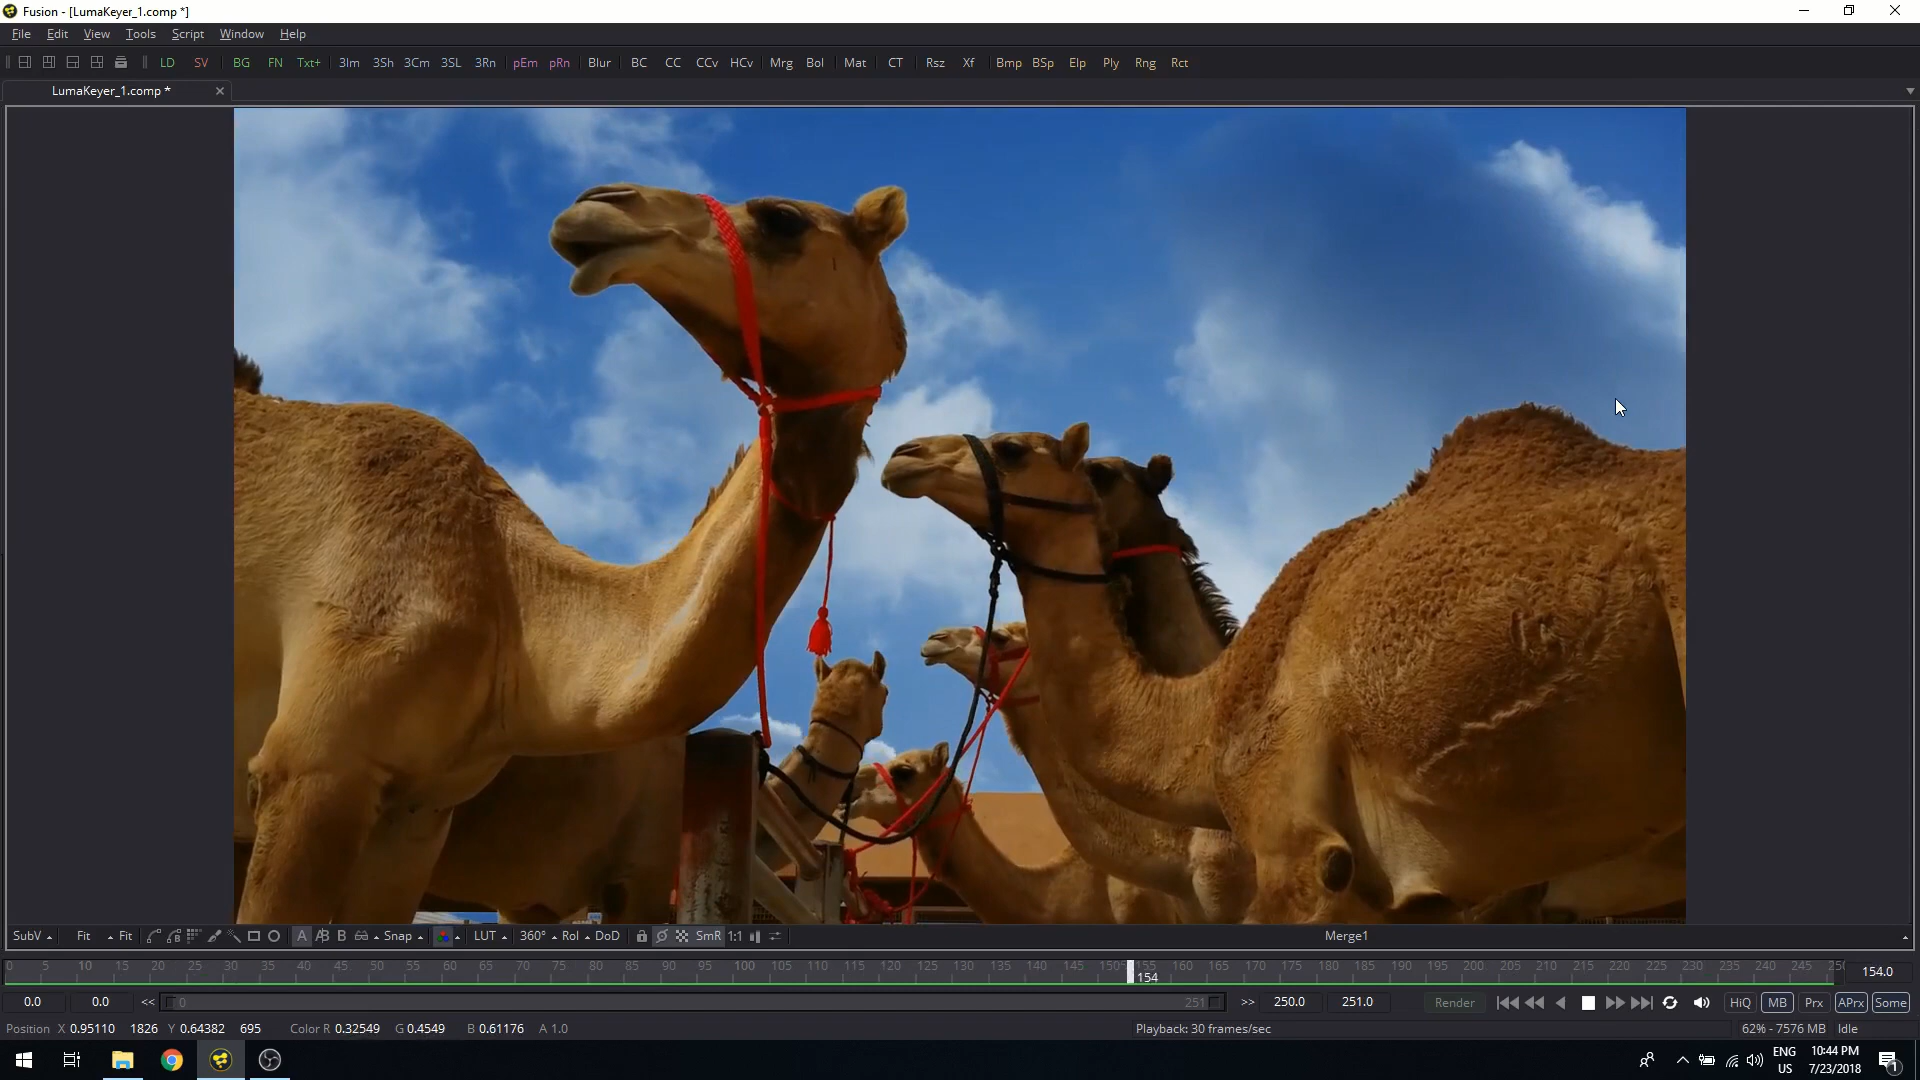 Fusion - [LumaKeyer_1.comp *]
File Edit View Tools Script Window Help
LD SV BG FN Txt+ 3Im 3Sh 3Cm 3SL 3Rn pEm pRn Blur BC CC CCv HCv Mrg Bol Mat CT Rsz Xf Bmp BSp Elp Ply Rng Rct
LumaKeyer_1.comp *
SubV Fit Fit A B Snap LUT 360° RoI DoD SmR 1:1 Merge1
0 5 10 15 20 25 30 35 40 45 50 55 60 65 70 75 80 85 90 95 100 105 110 115 120 125 130 135 140 145 150 155 160 165 170 175 180 185 190 195 200 205 210 215 220 225 230 235 240 245 154.0
154
0.0 0.0 << 0 251 >> 250.0 251.0 Render HiQ MB Prx APrx Some
Position X 0.95110 1826 Y 0.64382 695 Color R 0.32549 G 0.4549 B 0.61176 A 1.0 Playback: 30 frames/sec 62% - 7576 MB Idle
ENG 10:44 PM
US 7/23/2018 1